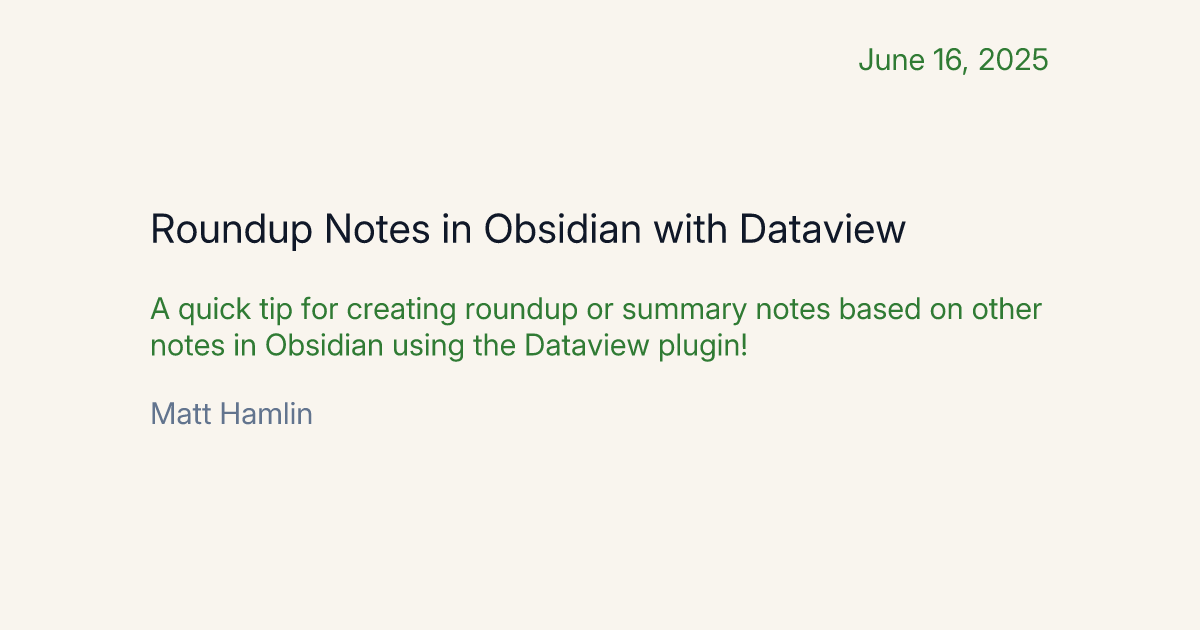 June 16, 2025
Roundup Notes in Obsidian with Dataview
A quick tip for creating roundup or summary notes based on other
notes in Obsidian using the Dataview plugin!
Matt Hamlin